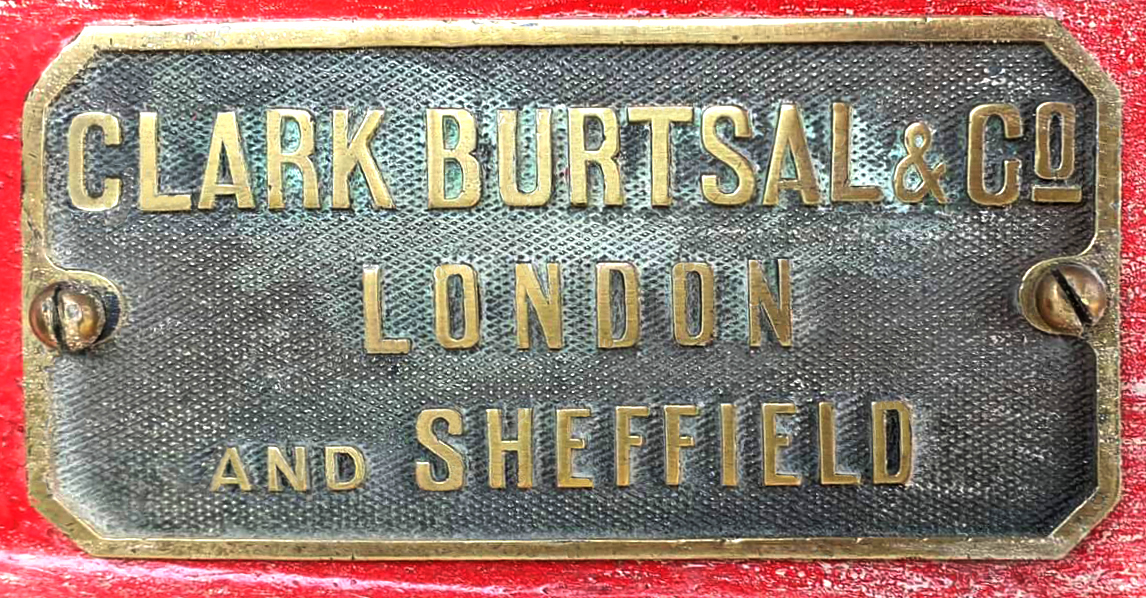 CLARK BURTSAL & Co
LONDON
AND SHEFFIELD